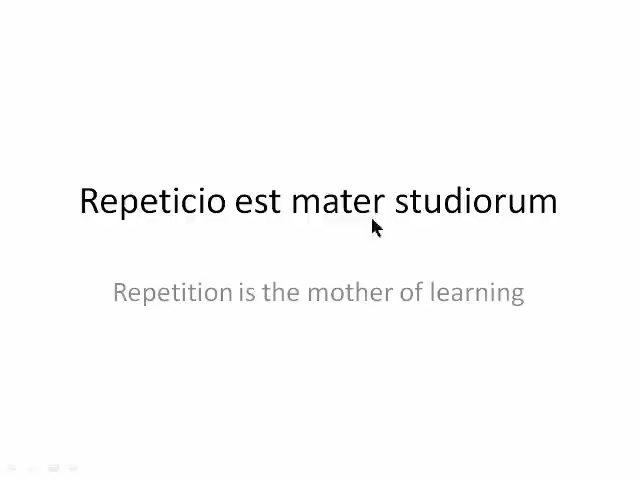 Repeticio est mater studiorum
Repetition is the mother of learning